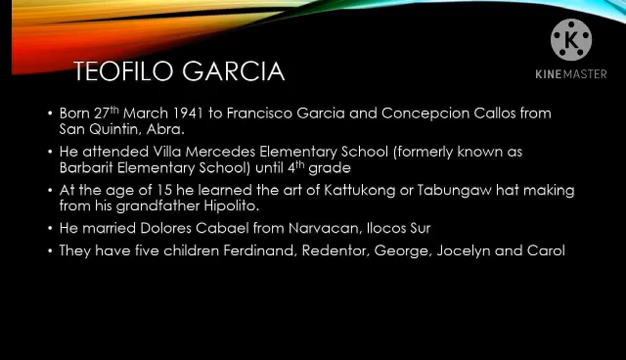 K
KINEMASTER
TEOFILO GARCIA
• Born 27th March 1941 to Francisco Garcia and Concepcion Callos from
San Quintin, Abra.
• He attended Villa Mercedes Elementary School (formerly known as
Barbarit Elementary School) until 4th grade
• At the age of 15 he learned the art of Kattukong or Tabungaw hat making
from his grandfather Hipolito.
• He married Dolores Cabael from Narvacan, Ilocos Sur
• They have five children Ferdinand, Redentor, George, Jocelyn and Carol